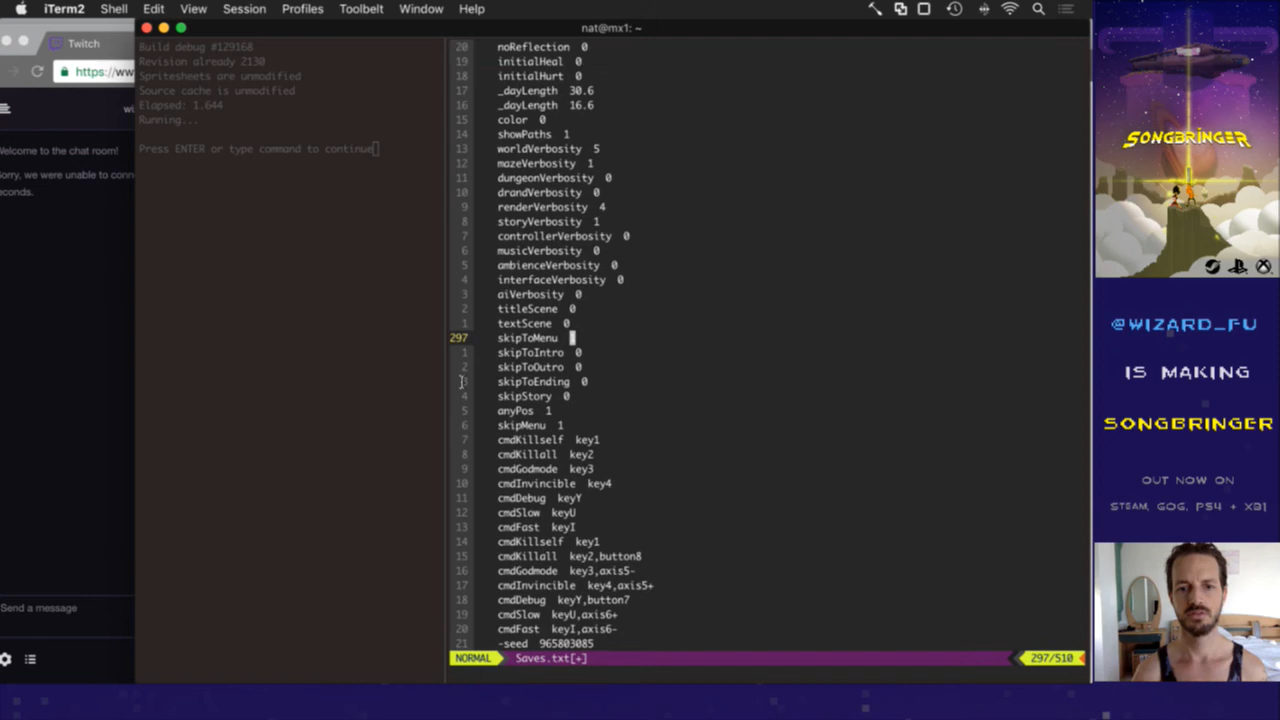 iTerm2 Shell Edit View Session Profiles Toolbelt Window Help
nat@mx1: ~
Twitch
https://ww
wi
Welcome to the chat room!
Sorry, we were unable to conn
econds.
Send a message
Build debug #129168
Revision already 2130
Spritesheets are unmodified
Source cache is unmodified
Elapsed: 1.644
Running...
Press ENTER or type command to continue
20 noReflection 0
19 initialHeal 0
18 initialHurt 0
17 _dayLength 30.6
16 _dayLength 16.6
15 color 0
14 showPaths 1
13 worldVerbosity 5
12 mazeVerbosity 1
11 dungeonVerbosity 0
10 drandVerbosity 0
9 renderVerbosity 4
8 storyVerbosity 1
7 controllerVerbosity 0
6 musicVerbosity 0
5 ambienceVerbosity 0
4 interfaceVerbosity 0
3 aiVerbosity 0
2 titleScene 0
1 textScene 0
297 skipToMenu
1 skipToIntro 0
2 skipToOutro 0
3 skipToEnding 0
4 skipStory 0
5 anyPos 1
6 skipMenu 1
7 cmdKillself key1
8 cmdKillall key2
9 cmdGodmode key3
10 cmdInvincible key4
11 cmdDebug keyY
12 cmdSlow keyU
13 cmdFast keyI
14 cmdKillself key1
15 cmdKillall key2,button8
16 cmdGodmode key3,axis5-
17 cmdInvincible key4,axis5+
18 cmdDebug keyY,button7
19 cmdSlow keyU,axis6+
20 cmdFast keyI,axis6-
21 -seed 965803085
NORMAL Saves.txt[+] 297/510
SONGBRINGER
@WIZARD_FU
IS MAKING
SONGBRINGER
OUT NOW ON
STEAM, GOG, PS4 + XB1